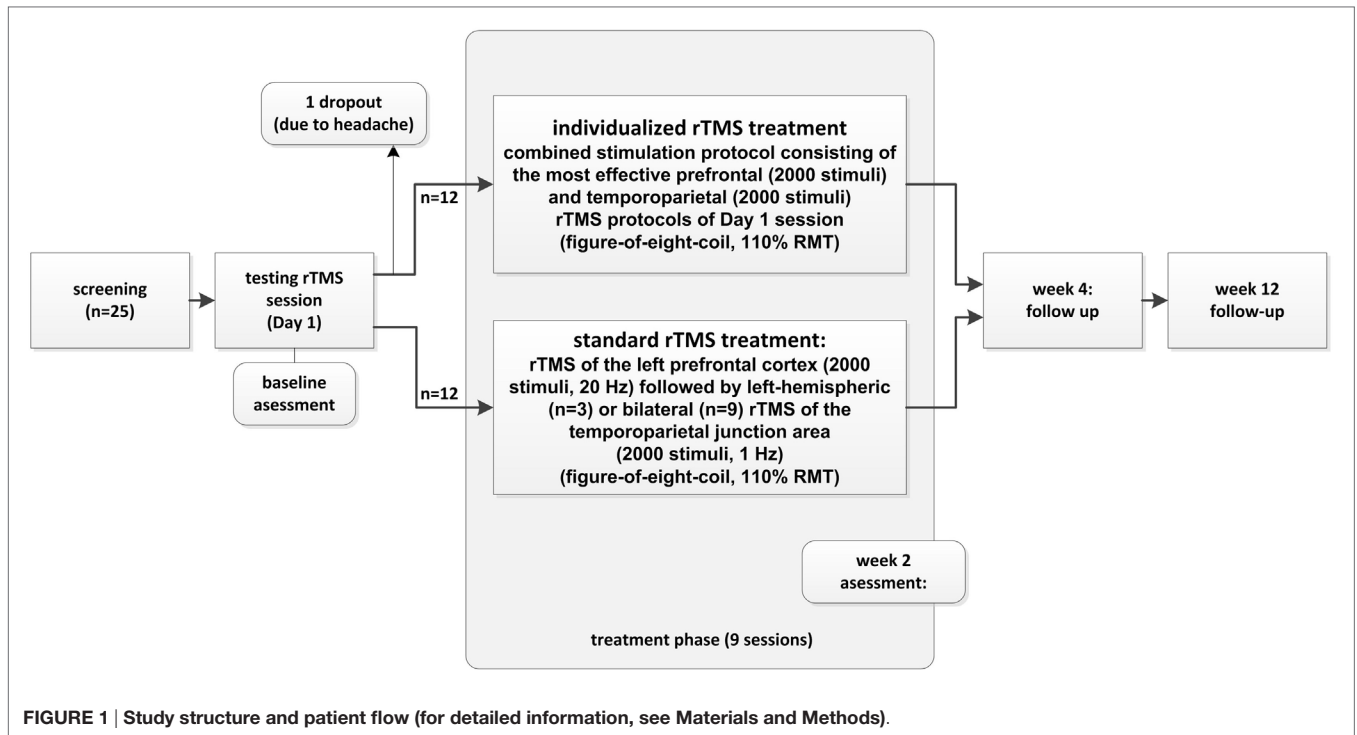 1 dropout
(due to headache)
individualized rTMS treatment
combined stimulation protocol consisting of
the most effective prefrontal (2000 stimuli)
and temporoparietal (2000 stimuli)
rTMS protocols of Day 1 session
(figure-of-eight-coil, 110% RMT)
n=12
screening
(n=25)
testing rTMS
session
(Day 1)
baseline
asessment
n=12
standard rTMS treatment:
rTMS of the left prefrontal cortex (2000
stimuli, 20 Hz) followed by left-hemispheric
(n=3) or bilateral (n=9) rTMS of the
temporoparietal junction area
(2000 stimuli, 1 Hz)
(figure-of-eight-coil, 110% RMT)
week 4:
follow up
week 12
follow-up
week 2
asessment:
treatment phase (9 sessions)
FIGURE 1 | Study structure and patient flow (for detailed information, see Materials and Methods).